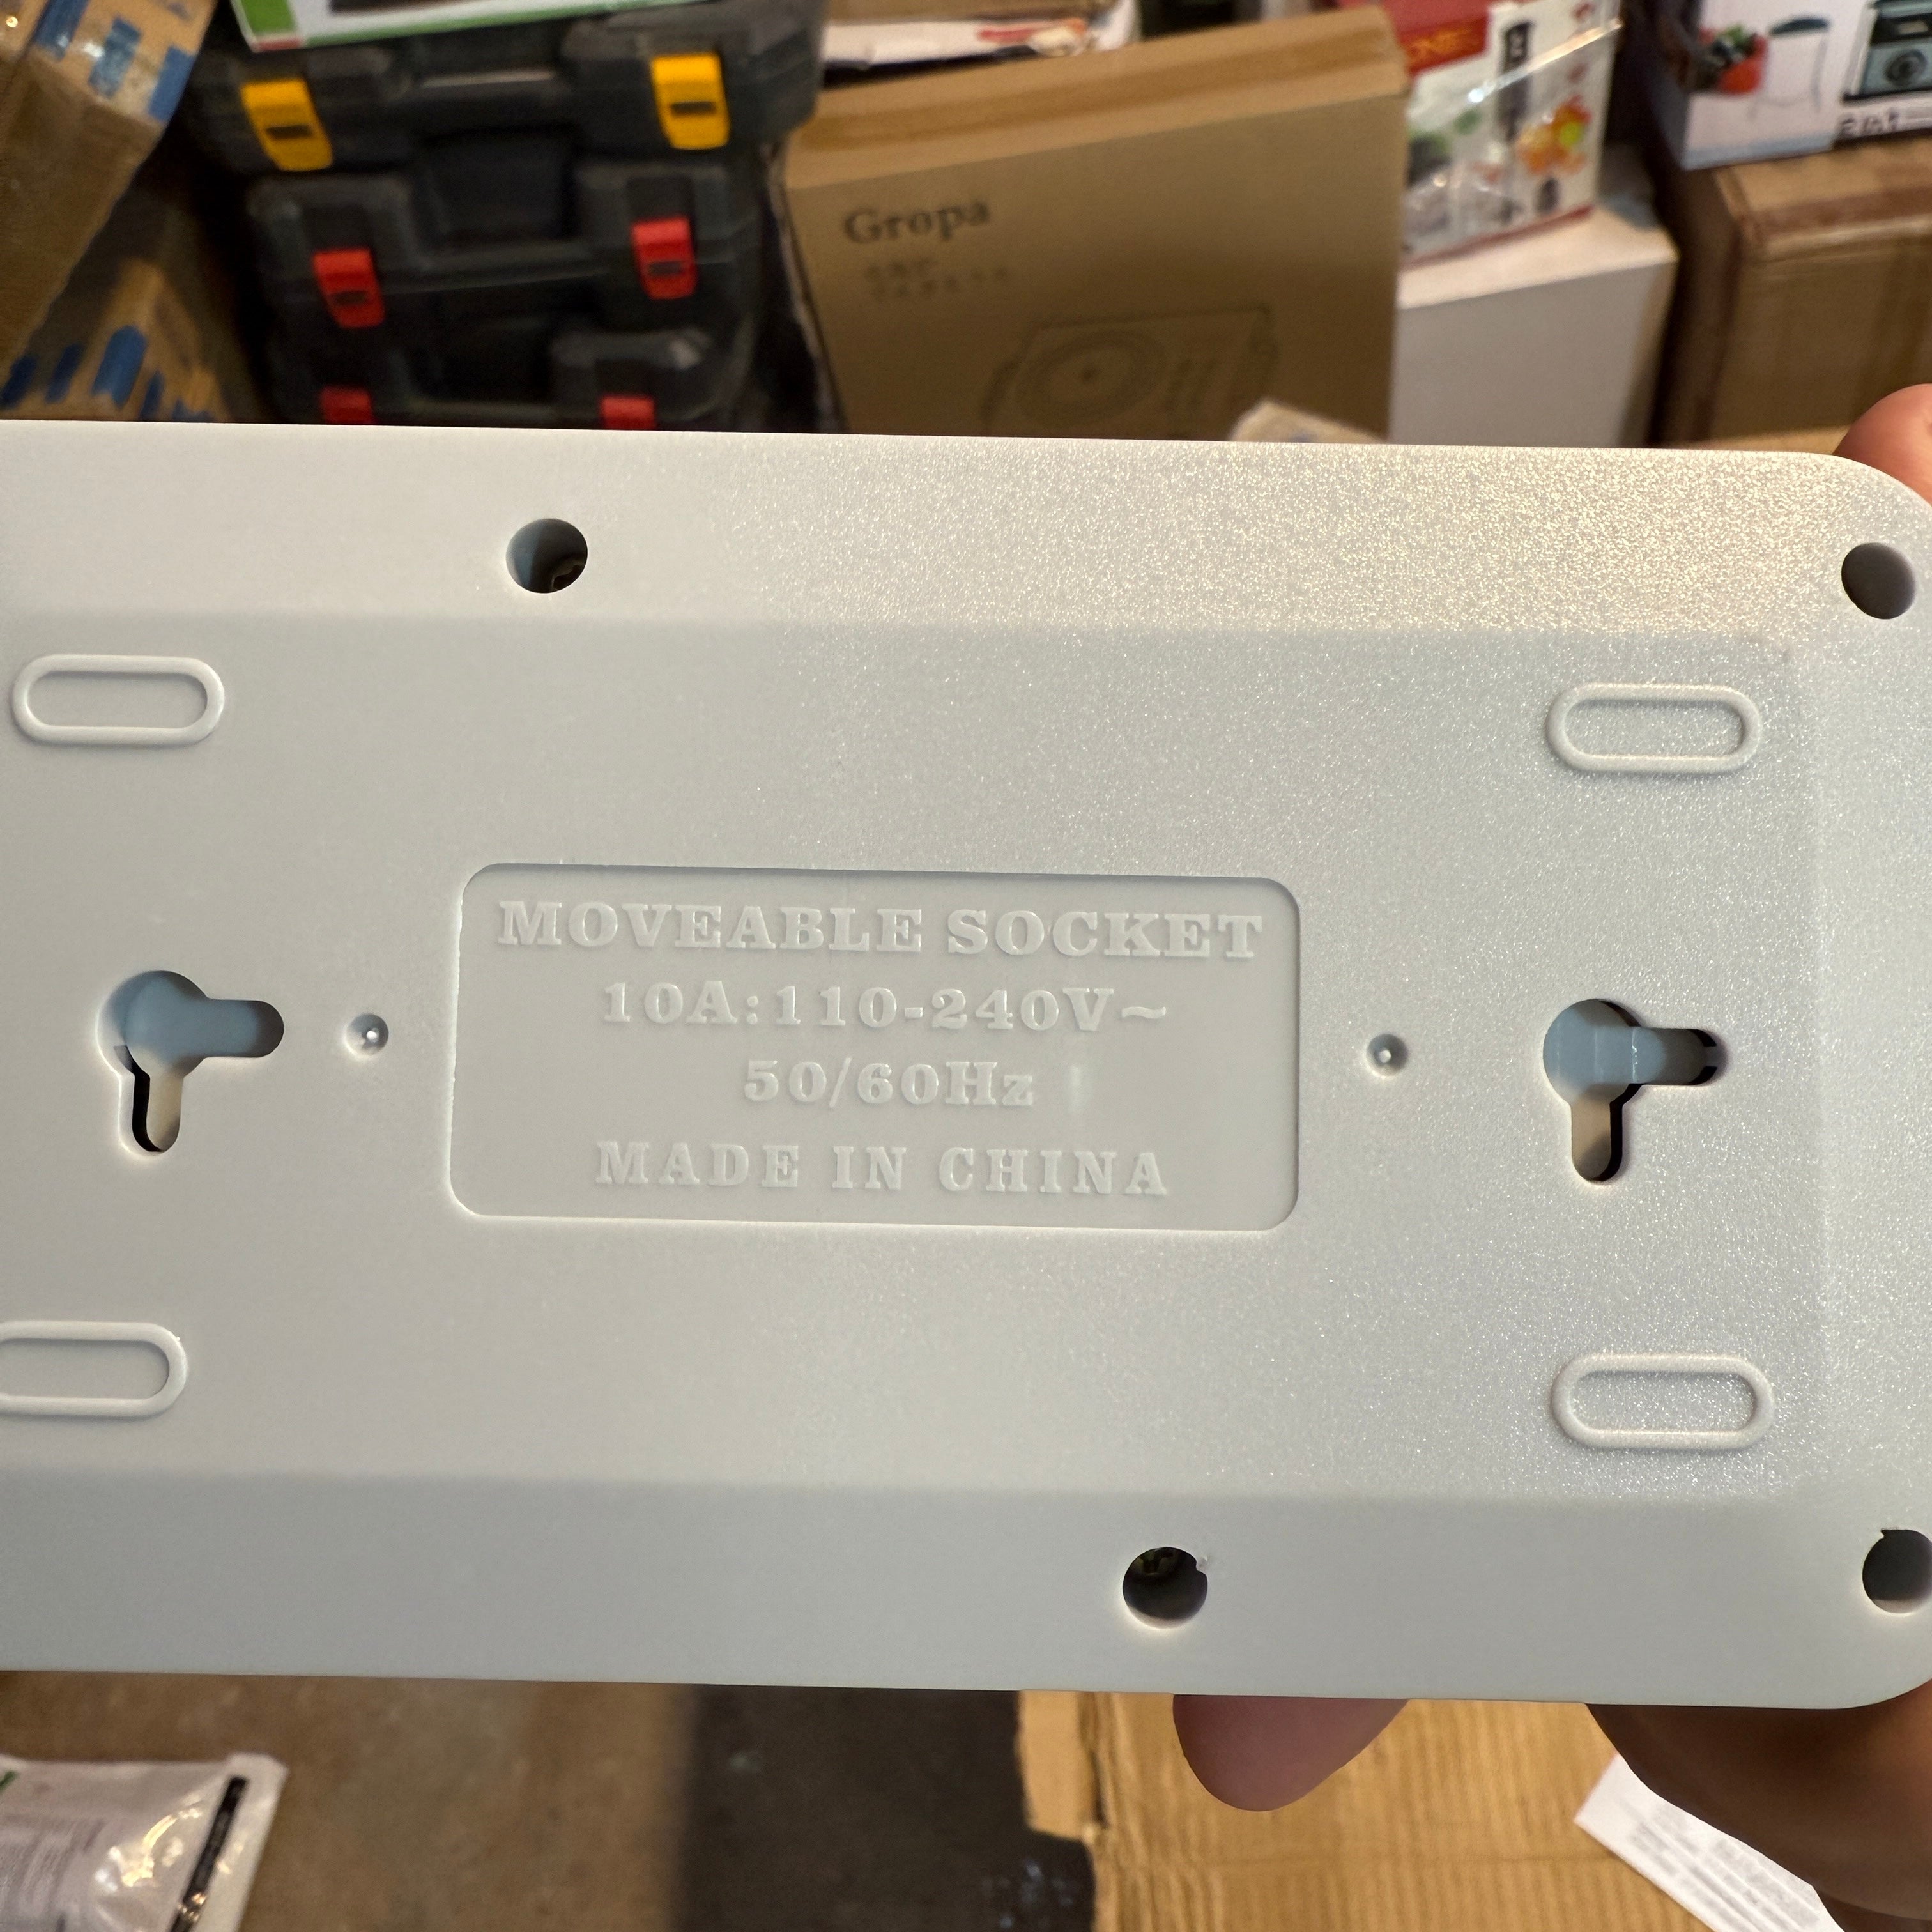 Gropa
MOVEABLE SOCKET
10A:110-240V~
50/60Hz
MADE IN CHINA